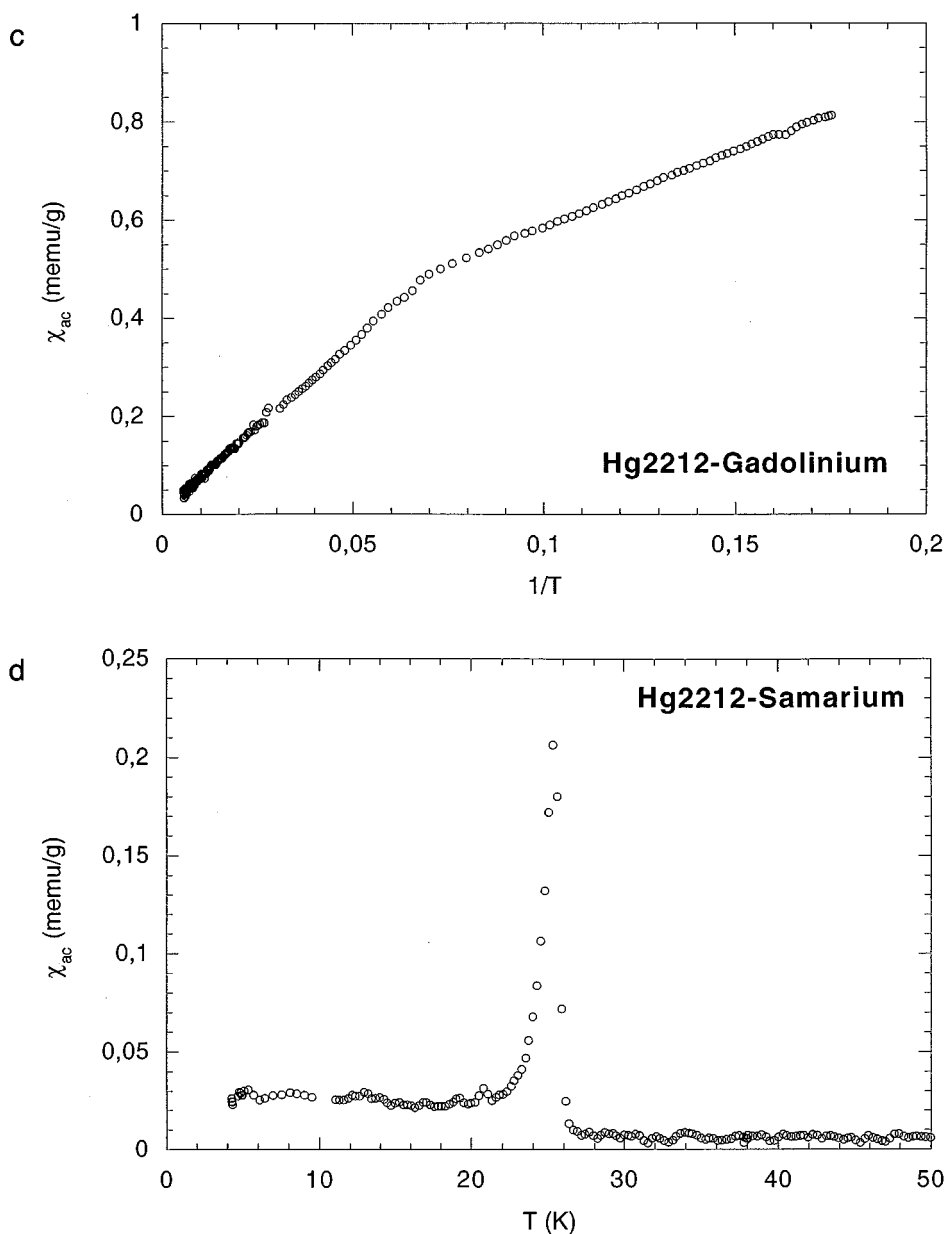 c
1
0,8
0,6
0,4
0,2
0
χac (memu/g)
Hg2212-Gadolinium
0 0,05 0,1 0,15 0,2
1/T
d
0,25
0,2
0,15
0,1
0,05
0
χac (memu/g)
Hg2212-Samarium
0 10 20 30 40 50
T (K)